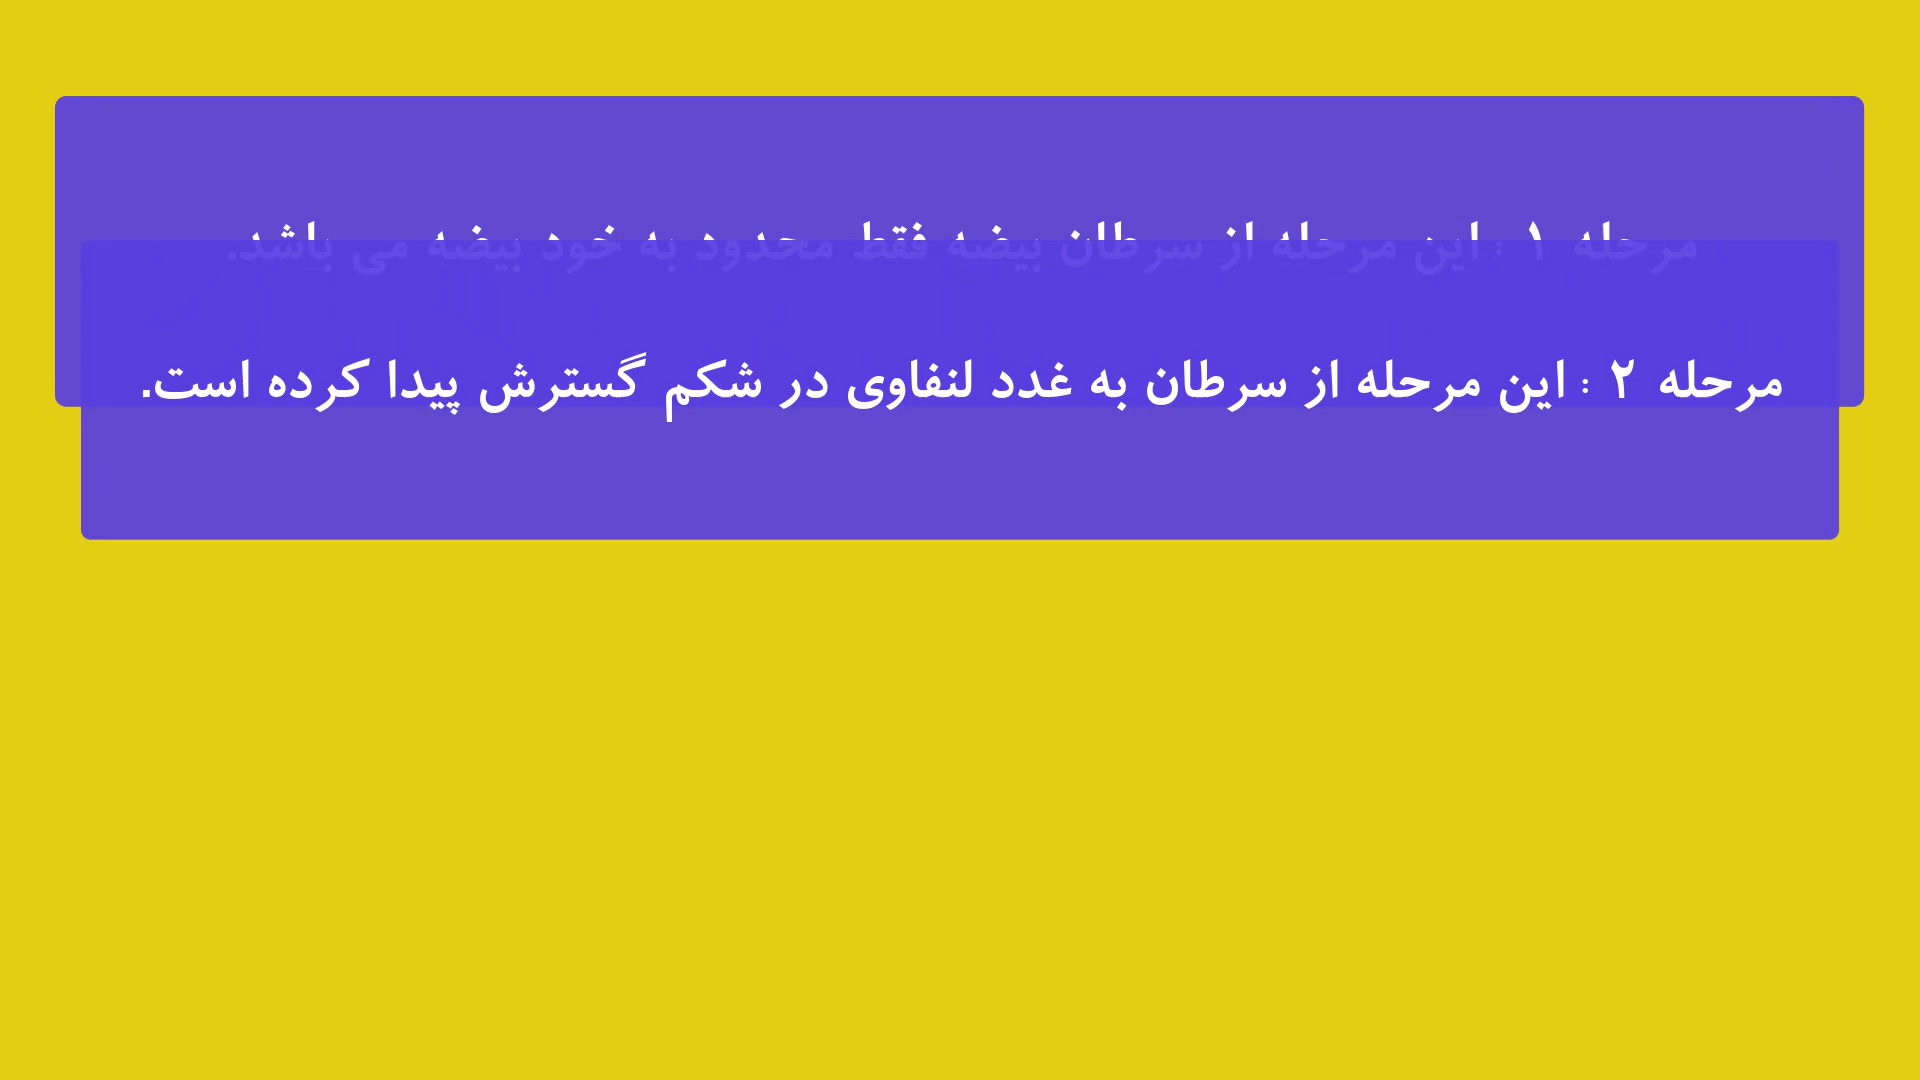 مرحله ۱ : این مرحله از سرطان بیضه فقط محدود به خود بیضه می باشد.
مرحله ۲ : این مرحله از سرطان به غدد لنفاوی در شکم گسترش پیدا کرده است.